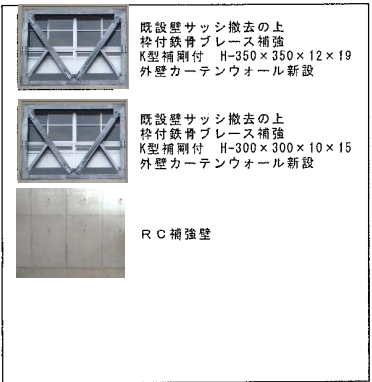 既設壁サッシ撤去の上
枠付鉄骨ブレース補強
K型補剛付 H-350×350×12×19
外壁カーテンウォール新設
既設壁サッシ撤去の上
枠付鉄骨ブレース補強
K型補剛付 H-300×300×10×15
外壁カーテンウォール新設
RC補強壁